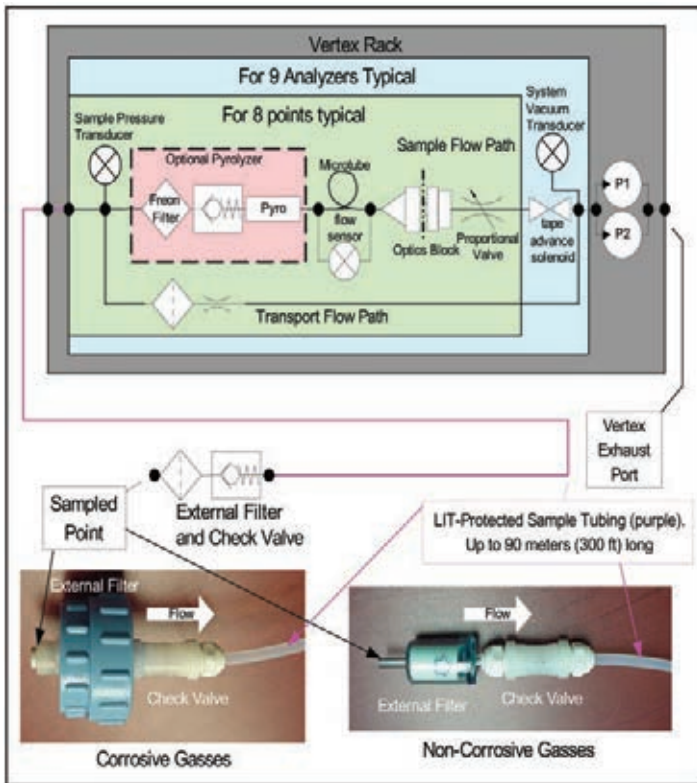 Vertex Rack
For 9 Analyzers Typical
System
Vacuum
Transducer
For 8 points typical
Sample Pressure
Transducer
Optional Pyrolyzer
Microtube
Sample Flow Path
Freon
Filter
Pyro
flow
sensor
Optics Block
Proportional
Valve
tape
advance
solenoid
P1
P2
Transport Flow Path
Vertex
Exhaust
Port
Sampled
Point
External Filter
and Check Valve
LIT-Protected Sample Tubing (purple).
Up to 90 meters (300 ft) long
External Filter
Flow
Check Valve
Corrosive Gasses
Flow
External Filter
Check Valve
Non-Corrosive Gasses